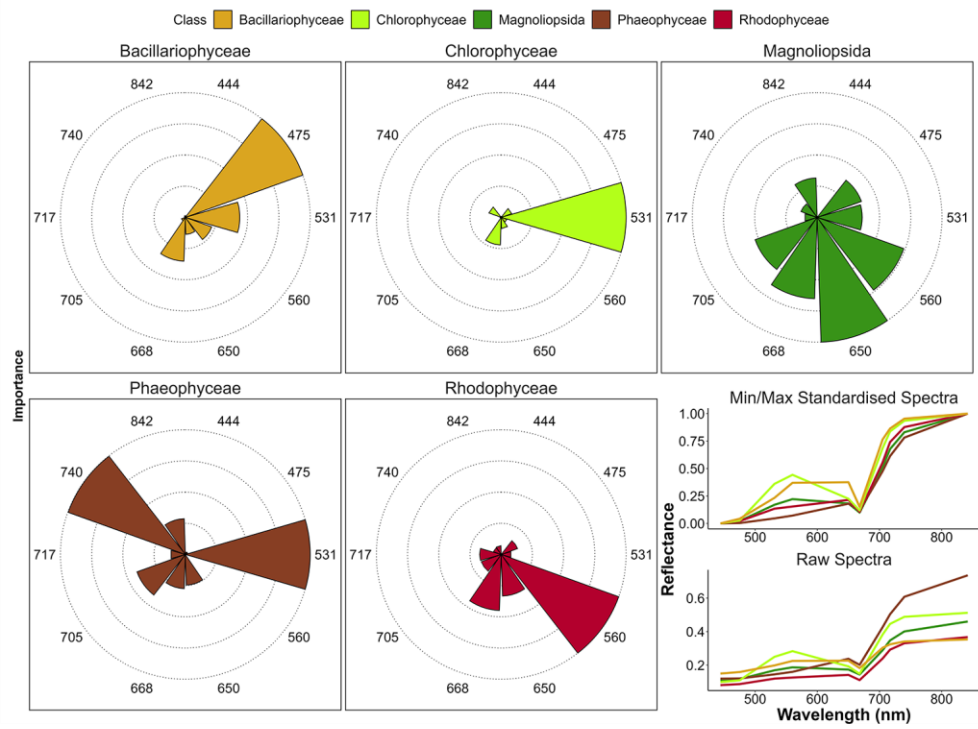 Class Bacillariophyceae Chlorophyceae Magnoliopsida Phaeophyceae Rhodophyceae
Bacillariophyceae Chlorophyceae Magnoliopsida
842 444 842 444 842 444
740 475 740 475 740 475
717 531 717 531 717 531
705 560 705 560 705 560
668 650 668 650 668 650
Importance
Phaeophyceae Rhodophyceae
842 444 842 444
740 475 740 475
717 531 717 531
705 560 705 560
668 650 668 650
Min/Max Standardised Spectra
1.00
0.75
0.50
0.25
0.00
500 600 700 800
Reflectance
Raw Spectra
0.6
0.4
0.2
500 600 700 800
Wavelength (nm)